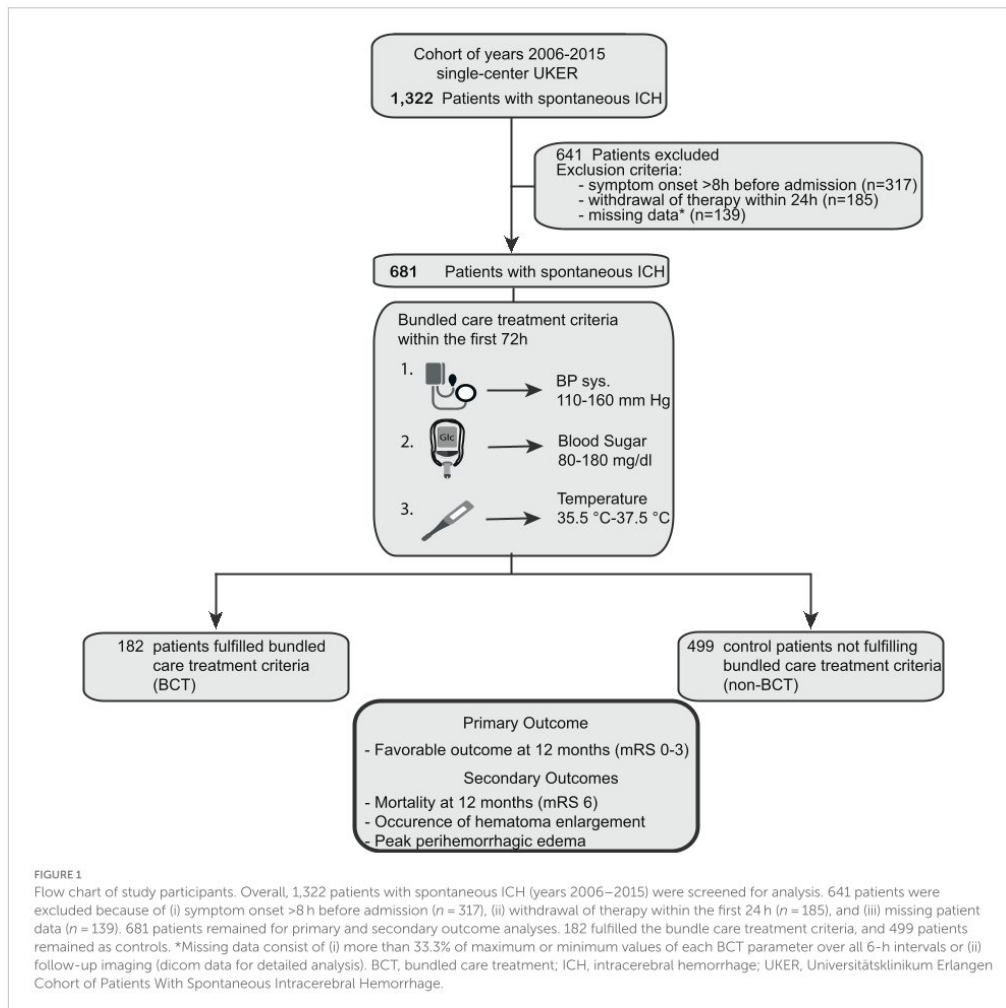 Cohort of years 2006-2015
single-center UKER
1,322 Patients with spontaneous ICH
641 Patients excluded
Exclusion criteria:
- symptom onset >8h before admission (n=317)
- withdrawal of therapy within 24h (n=185)
- missing data* (n=139)
681 Patients with spontaneous ICH
Bundled care treatment criteria
within the first 72h
1.
BP sys.
110-160 mm Hg
2.
Glc
Blood Sugar
80-180 mg/dl
3.
Temperature
35.5 °C-37.5 °C
182 patients fulfilled bundled
care treatment criteria
(BCT)
499 control patients not fulfilling
bundled care treatment criteria
(non-BCT)
Primary Outcome
- Favorable outcome at 12 months (mRS 0-3)
Secondary Outcomes
- Mortality at 12 months (mRS 6)
- Occurence of hematoma enlargement
- Peak perihemorrhagic edema
FIGURE 1
Flow chart of study participants. Overall, 1,322 patients with spontaneous ICH (years 2006–2015) were screened for analysis. 641 patients were
excluded because of (i) symptom onset >8 h before admission (n = 317), (ii) withdrawal of therapy within the first 24 h (n = 185), and (iii) missing patient
data (n = 139). 681 patients remained for primary and secondary outcome analyses. 182 fulfilled the bundle care treatment criteria, and 499 patients
remained as controls. *Missing data consist of (i) more than 33.3% of maximum or minimum values of each BCT parameter over all 6-h intervals or (ii)
follow-up imaging (dicom data for detailed analysis). BCT, bundled care treatment; ICH, intracerebral hemorrhage; UKER, Universitätsklinikum Erlangen
Cohort of Patients With Spontaneous Intracerebral Hemorrhage.